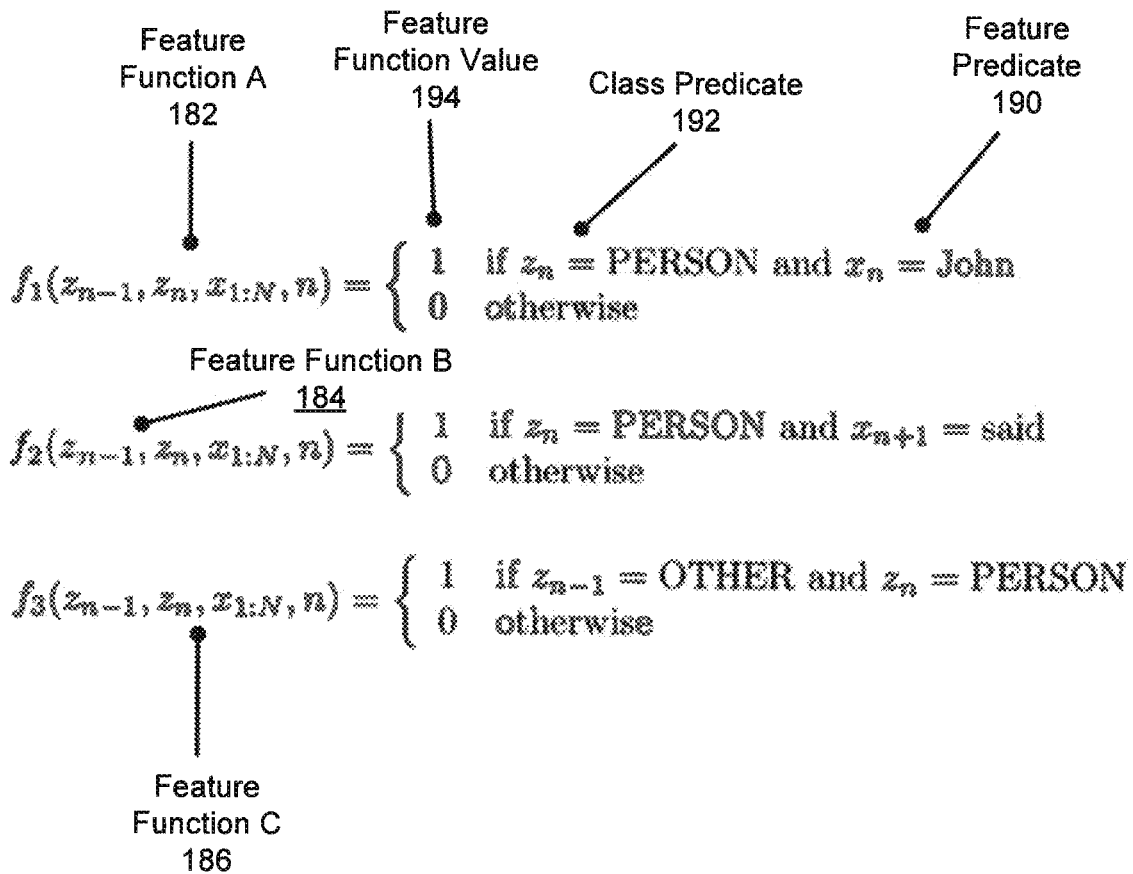 Feature
Function A
182
Feature
Function Value
194
Class Predicate
192
Feature
Predicate
190
f₁(zₙ₋₁, zₙ, x₁:N, n) = { 1 if zₙ = PERSON and xₙ = John
0 otherwise
Feature Function B
184
f₂(zₙ₋₁, zₙ, x₁:N, n) = { 1 if zₙ = PERSON and xₙ₊₁ = said
0 otherwise
f₃(zₙ₋₁, zₙ, x₁:N, n) = { 1 if zₙ₋₁ = OTHER and zₙ = PERSON
0 otherwise
Feature
Function C
186